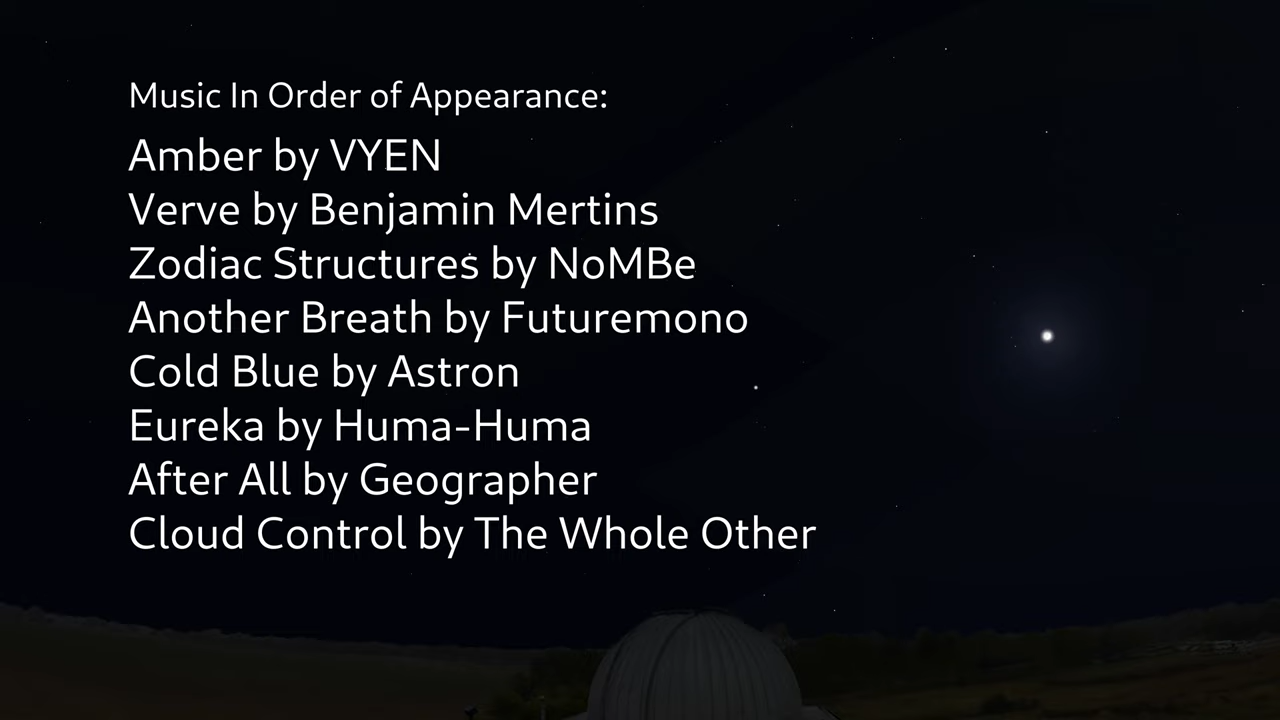 Music In Order of Appearance:
Amber by VYEN
Verve by Benjamin Mertins
Zodiac Structures by NoMBe
Another Breath by Futuremono
Cold Blue by Astron
Eureka by Huma-Huma
After All by Geographer
Cloud Control by The Whole Other